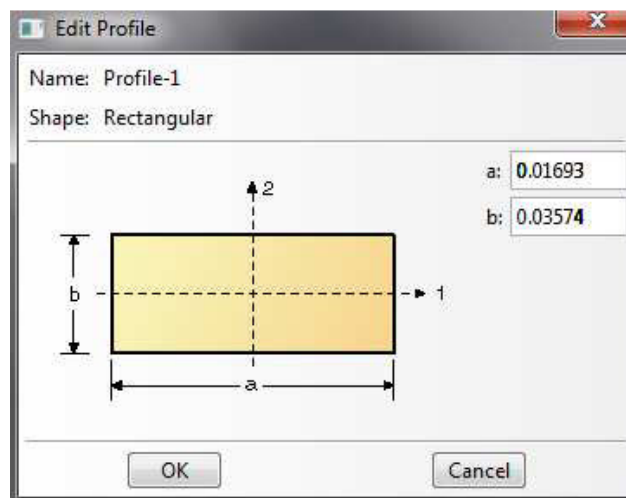 Edit Profile
Name: Profile-1
Shape: Rectangular
a: 0.01693
b: 0.03574
2
b
1
a
OK
Cancel